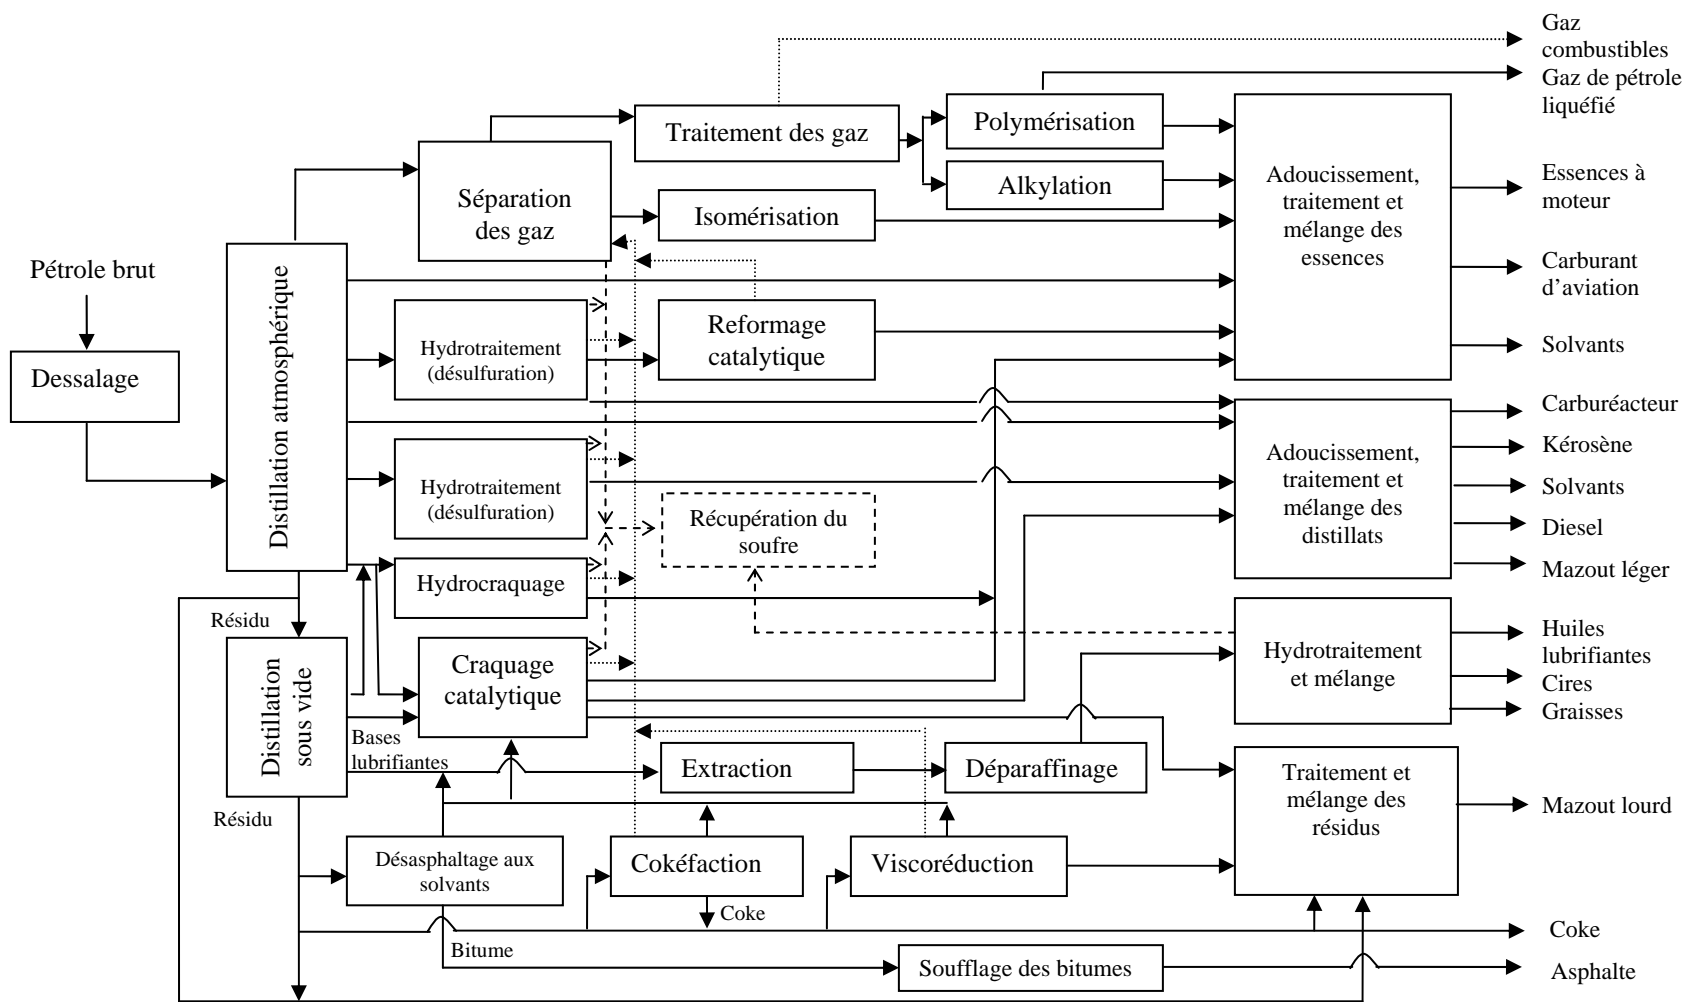 Gaz
combustibles
Gaz de pétrole
liquéfié
Traitement des gaz
Polymérisation
Alkylation
Séparation
des gaz
Isomérisation
Adoucissement,
traitement et
mélange des
essences
Essences à
moteur
Carburant
d’aviation
Solvants
Pétrole brut
Dessalage
Distillation atmosphérique
Hydrotraitement
(désulfuration)
Reformage
catalytique
Hydrotraitement
(désulfuration)
Récupération du
soufre
Adoucissement,
traitement et
mélange des
distillats
Carburéacteur
Kérosène
Solvants
Diesel
Mazout léger
Hydrocraquage
Résidu
Distillation
sous vide
Craquage
catalytique
Hydrotraitement
et mélange
Huiles
lubrifiantes
Cires
Graisses
Bases
lubrifiantes
Extraction
Déparaffinage
Traitement et
mélange des
résidus
Mazout lourd
Résidu
Désasphaltage aux
solvants
Cokéfaction
Viscoréduction
Coke
Coke
Bitume
Soufflage des bitumes
Asphalte